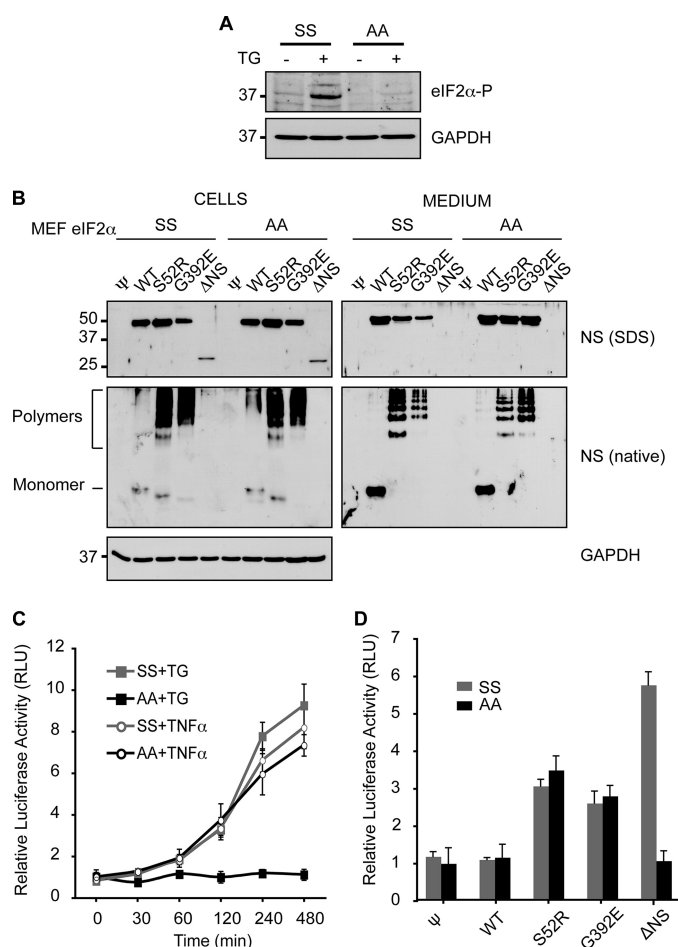 A
SS AA
TG - + - +
37 eIF2α-P
37 GAPDH
B
CELLS MEDIUM
MEF eIF2α SS AA SS AA
Ψ WT S52R G392E ΔNS Ψ WT S52R G392E ΔNS Ψ WT S52R G392E ΔNS Ψ WT S52R G392E ΔNS
50
37
25
NS (SDS)
Polymers
Monomer
NS (native)
37 GAPDH
C
Relative Luciferase Activity (RLU)
12
10
8
6
4
2
0
SS+TG
AA+TG
SS+TNFα
AA+TNFα
0 30 60 120 240 480
Time (min)
D
Relative Luciferase Activity (RLU)
7
6
5
4
3
2
1
0
SS
AA
Ψ WT S52R G392E ΔNS